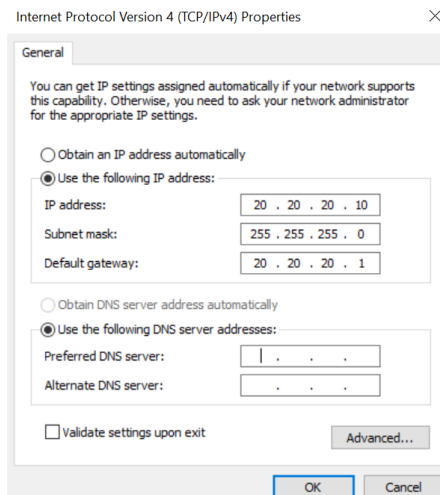 Internet Protocol Version 4 (TCP/IPv4) Properties
General
You can get IP settings assigned automatically if your network supports
this capability. Otherwise, you need to ask your network administrator
for the appropriate IP settings.
Obtain an IP address automatically
Use the following IP address:
IP address: 20 . 20 . 20 . 10
Subnet mask: 255 . 255 . 255 . 0
Default gateway: 20 . 20 . 20 . 1
Obtain DNS server address automatically
Use the following DNS server addresses:
Preferred DNS server: . . .
Alternate DNS server: . . .
Validate settings upon exit
Advanced...
OK Cancel